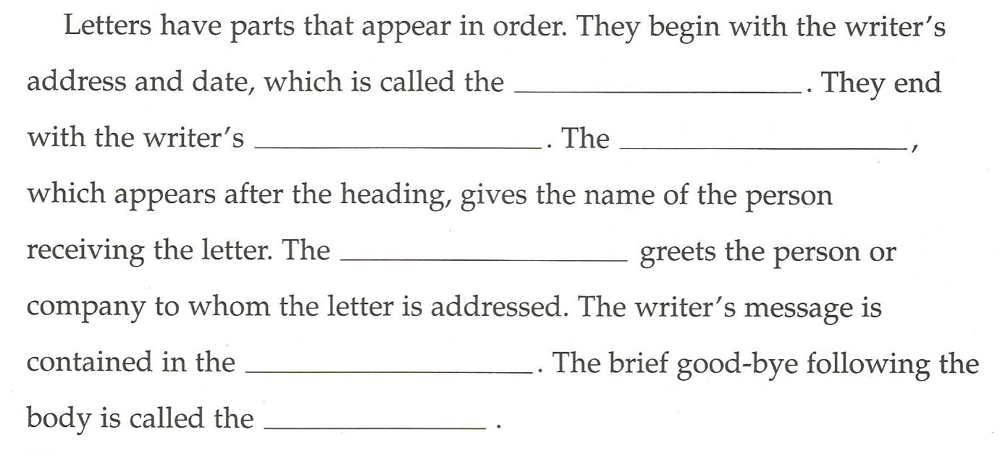 Letters have parts that appear in order. They begin with the writer's
address and date, which is called the ____________________. They end
with the writer's ____________________. The ____________________,
which appears after the heading, gives the name of the person
receiving the letter. The ____________________ greets the person or
company to whom the letter is addressed. The writer's message is
contained in the ____________________. The brief good-bye following the
body is called the ________________ .